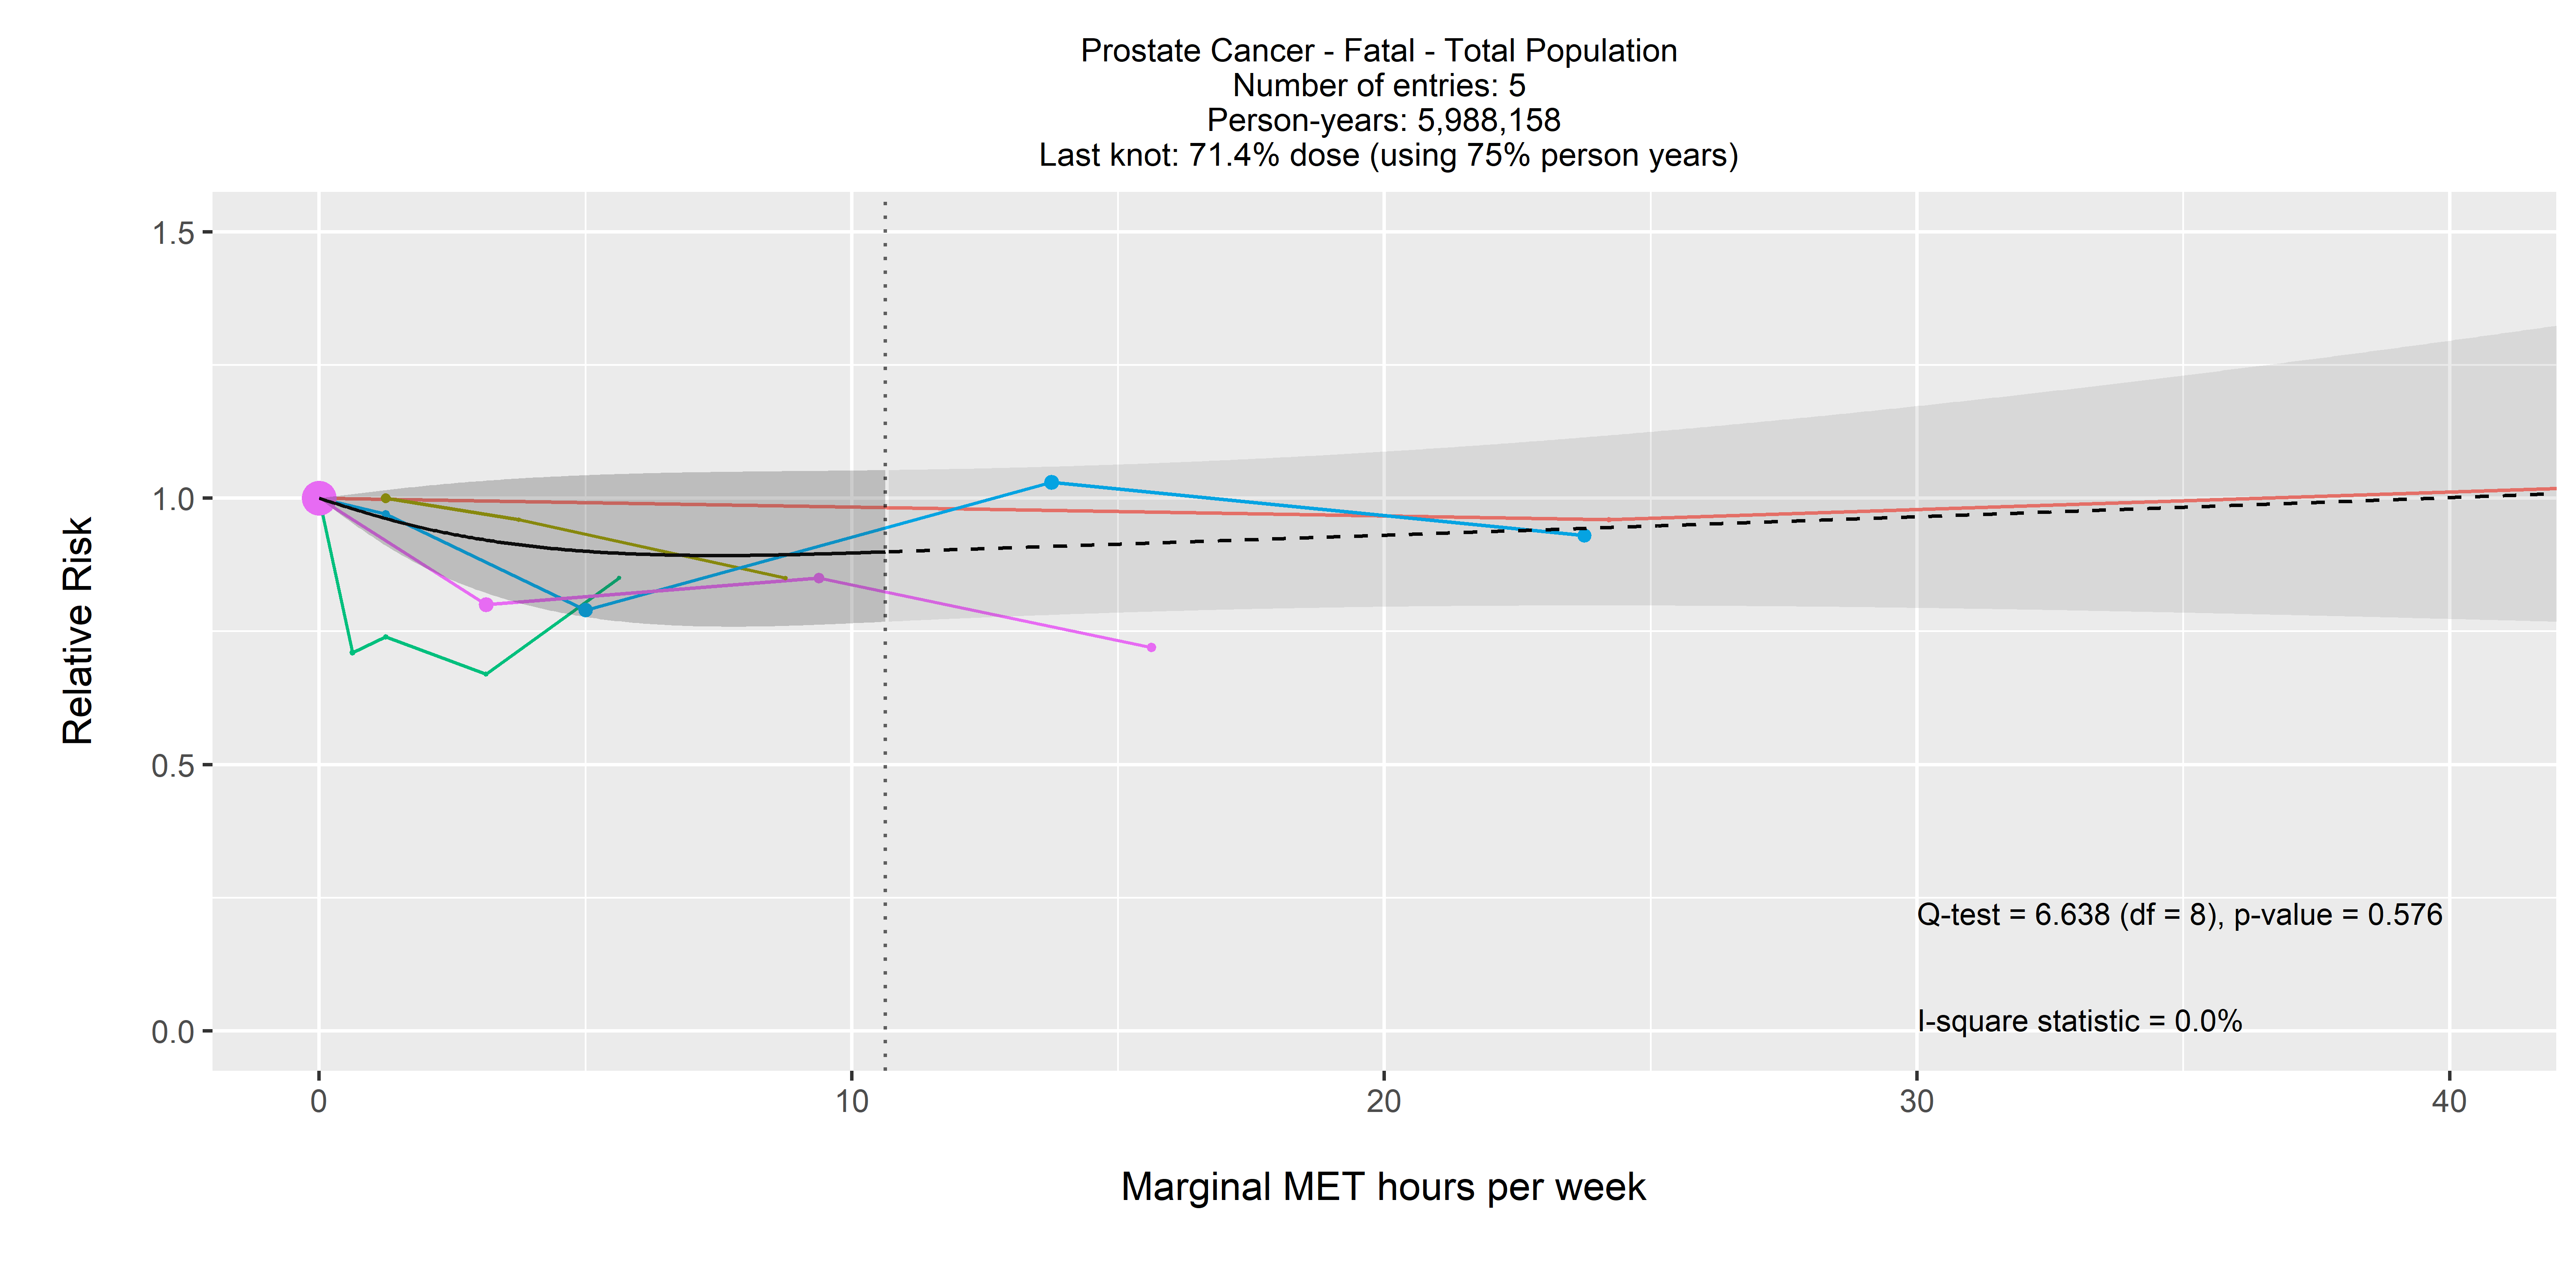 Prostate Cancer - Fatal - Total Population
Number of entries: 5
Person-years: 5,988,158
Last knot: 71.4% dose (using 75% person years)
1.5
1.0
0.5
0.0
Relative Risk
Q-test = 6.638 (df = 8), p-value = 0.576
I-square statistic = 0.0%
0 10 20 30 40
Marginal MET hours per week